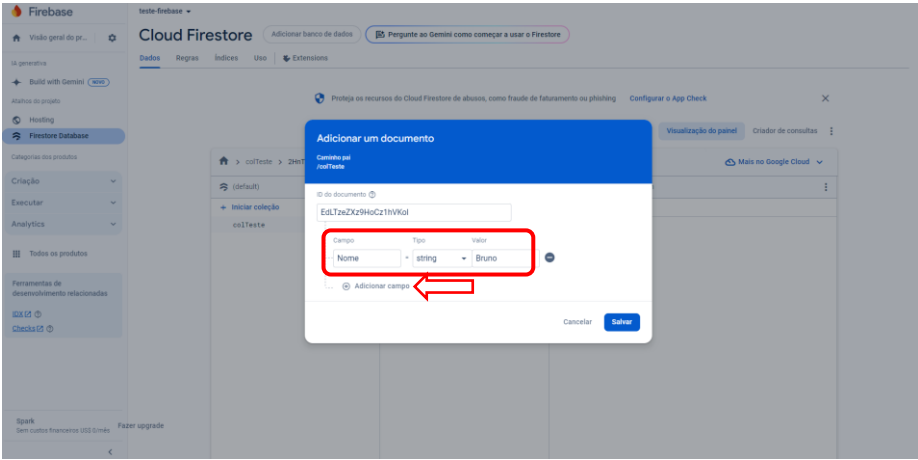 Firebase
teste-firebase
Visão geral do pr...
Cloud Firestore
Adicionar banco de dados
Pergunte ao Gemini como começar a usar o Firestore
Dados Regras Índices Uso Extensions
IA generativa
Build with Gemini NOVO
Atalhos do projeto
Hosting
Firestore Database
Categorias dos produtos
Criação
Executar
Analytics
Todos os produtos
Ferramentas de
desenvolvimento relacionadas
IDX
Checks
Spark
Sem custos financeiros US$ 0/mês
Fazer upgrade
Proteja os recursos do Cloud Firestore de abusos, como fraude de faturamento ou phishing Configurar o App Check
Visualização do painel Criador de consultas
colTeste > 2HnT
Mais no Google Cloud
(default)
+ Iniciar coleção
colTeste
Adicionar um documento
Caminho pai
/colTeste
ID do documento
EdLTzeZXz9HoCz1hVKol
Campo Tipo Valor
Nome = string Bruno
Adicionar campo
Cancelar Salvar